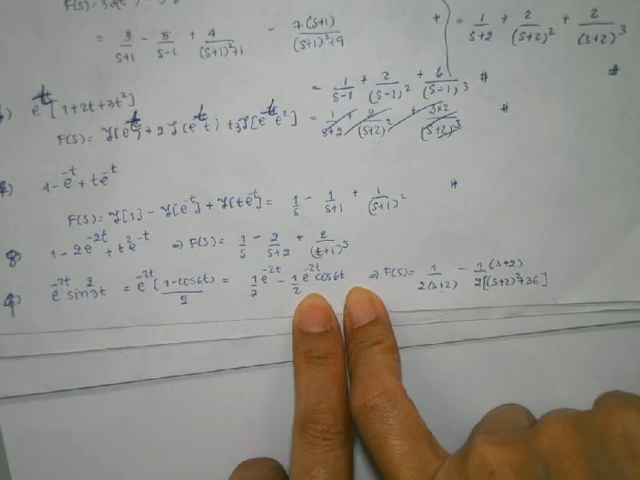 = 3/(s+1) - 5/(s-1) + 4/((s+1)²+1) - 7(s+1)/((s+1)²+9)
+ = 1/(s+2) + 2/(s+2)² + 2/(s+2)³
e^t [1+2t+3t²]
= 1/(s-1) + 2/(s-1)² + 6/(s-1)³ #
F(s) = ℒ[e^t] + 2ℒ(e^t t) + 3ℒ[e^t t²] =
1 - e^-t + te^-t
F(s) = ℒ[1] - ℒ[e^-t] + ℒ[te^-t] = 1/s - 1/(s+1) + 1/(s+1)² #
8) 1 - 2e^-2t + t²e^-t ⇒ F(s) = 1/s - 2/(s+2) + 2/(t+1)³
9) e^-2t sin²3t = e^-2t (1-cos6t)/2 = 1/2 e^-2t - 1/2 e^-2t cos6t ⇒ F(s) = 1/2(s+2) - 1(s+2)/2[(s+2)²+36]